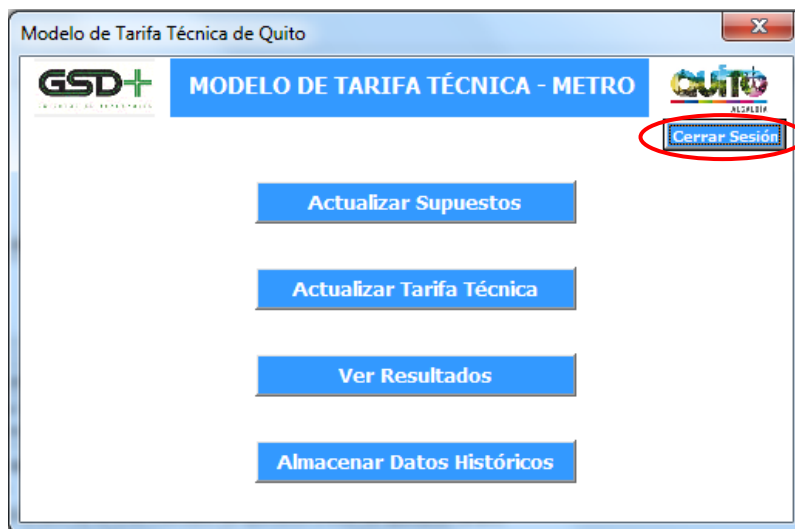 Modelo de Tarifa Técnica de Quito
x
GSD+
MODELO DE TARIFA TÉCNICA - METRO
QUITO
ALCALDÍA
Cerrar Sesión
Actualizar Supuestos
Actualizar Tarifa Técnica
Ver Resultados
Almacenar Datos Históricos